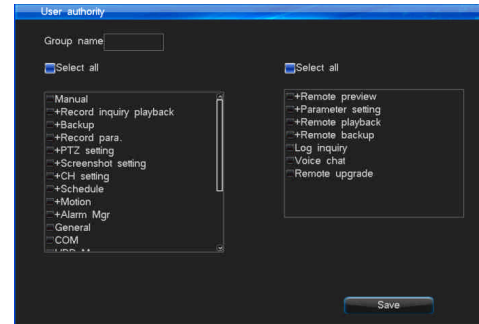 User authority
Group name
Select all
Manual
+Record inquiry playback
+Backup
+Record para.
+PTZ setting
+Screenshot setting
+CH setting
+Schedule
+Motion
+Alarm Mgr
General
COM
Select all
+Remote preview
+Parameter setting
+Remote playback
+Remote backup
Log inquiry
Voice chat
Remote upgrade
Save